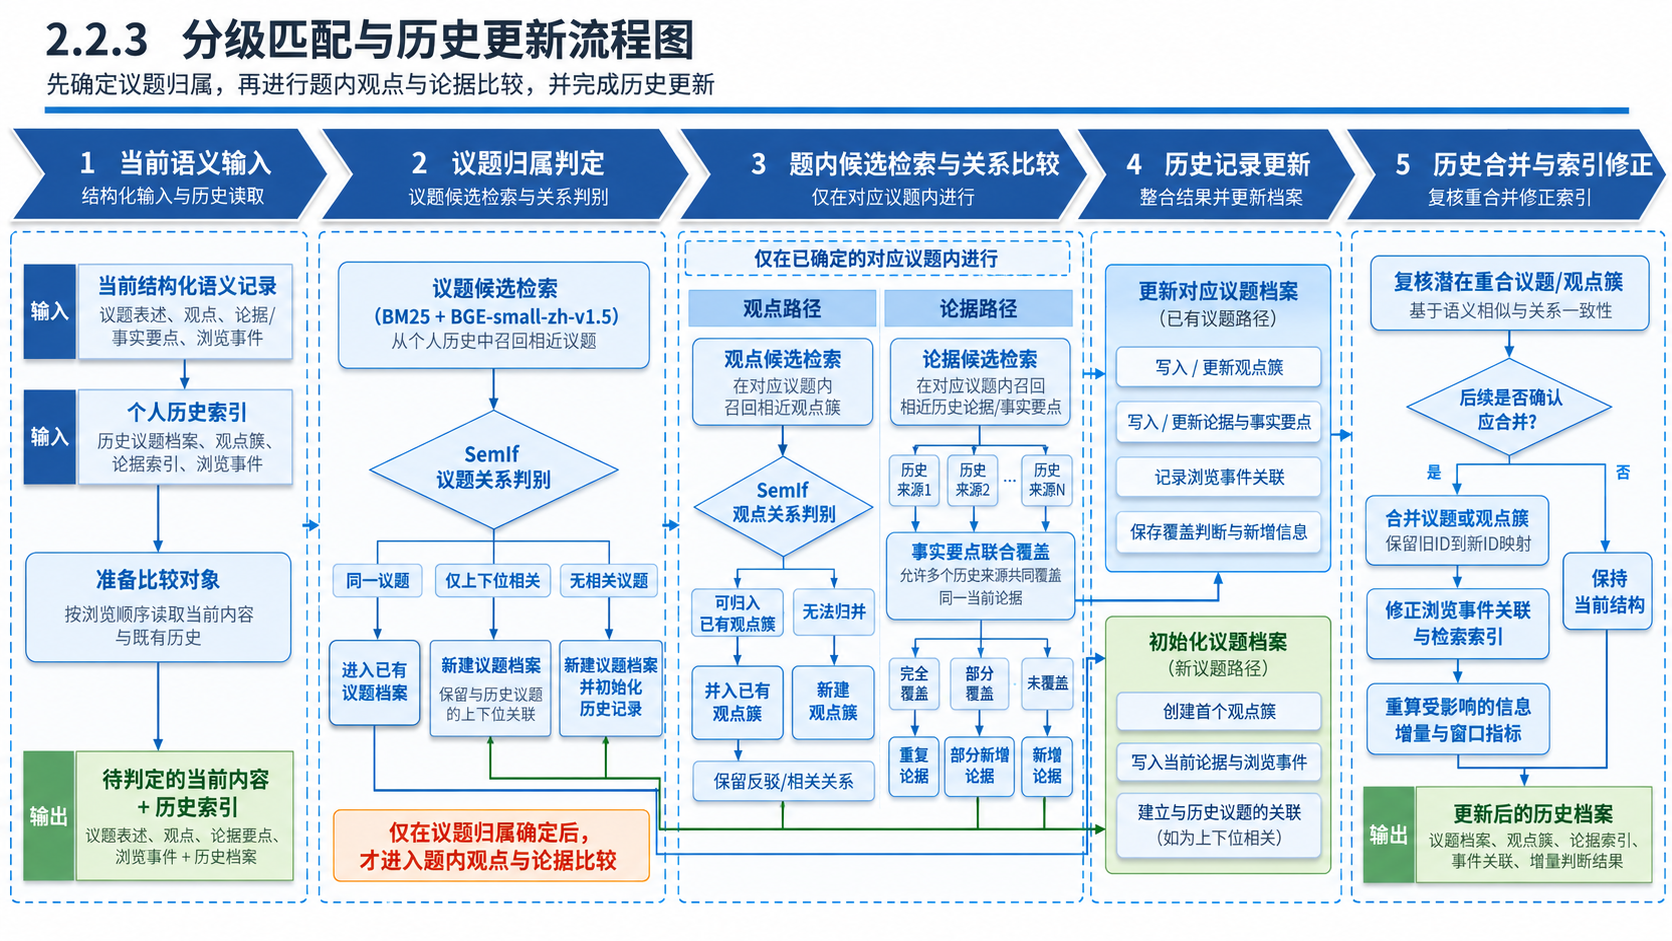 2.2.3 分级匹配与历史更新流程图
先确定议题归属，再进行题内观点与论据比较，并完成历史更新
1 当前语义输入
结构化输入与历史读取
2 议题归属判定
议题候选检索与关系判别
3 题内候选检索与关系比较
仅在对应议题内进行
4 历史记录更新
整合结果并更新档案
5 历史合并与索引修正
复核重合并修正索引
输入
当前结构化语义记录
议题表述、观点、论据/
事实要点、浏览事件
输入
个人历史索引
历史议题档案、观点簇、
论据索引、浏览事件
准备比较对象
按浏览顺序读取当前内容
与既有历史
输出
待判定的当前内容
+ 历史索引
议题表述、观点、论据要点、
浏览事件 + 历史档案
议题候选检索
（BM25 + BGE-small-zh-v1.5）
从个人历史中召回相近议题
SemIf
议题关系判别
同一议题
仅上下位相关
无相关议题
进入已有
议题档案
新建议题档案
保留与历史议题
的上下位关联
新建议题档案
并初始化
历史记录
仅在议题归属确定后，
才进入题内观点与论据比较
仅在已确定的对应议题内进行
观点路径
观点候选检索
在对应议题内
召回相近观点簇
SemIf
观点关系判别
可归入
已有观点簇
无法归并
并入已有
观点簇
新建
观点簇
保留反驳/相关关系
论据路径
论据候选检索
在对应议题内召回
相近历史论据/事实要点
历史
来源1
历史
来源2
...
历史
来源N
事实要点联合覆盖
允许多个历史来源共同覆盖
同一当前论据
完全
覆盖
部分
覆盖
未覆盖
重复
论据
部分新增
论据
新增
论据
更新对应议题档案
（已有议题路径）
写入 / 更新观点簇
写入 / 更新论据与事实要点
记录浏览事件关联
保存覆盖判断与新增信息
初始化议题档案
（新议题路径）
创建首个观点簇
写入当前论据与浏览事件
建立与历史议题的关联
（如为上下位相关）
复核潜在重合议题/观点簇
基于语义相似与关系一致性
后续是否确认
应合并?
是
否
合并议题或观点簇
保留旧ID到新ID映射
修正浏览事件关联
与检索索引
重算受影响的信息
增量与窗口指标
保持
当前结构
输出
更新后的历史档案
议题档案、观点簇、论据索引、
事件关联、增量判断结果